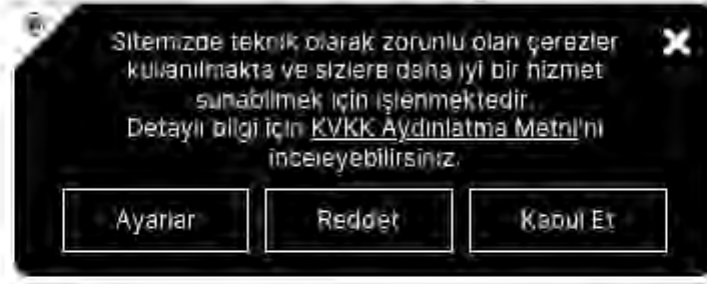 Sitemizde teknik olarak zorunlu olan çerezler
kullanılmakta ve sizlere daha iyi bir hizmet
sunabilmek için işlenmektedir.
Detaylı bilgi için KVKK Aydınlatma Metni'ni
inceleyebilirsiniz.
Ayarlar
Reddet
Kabul Et